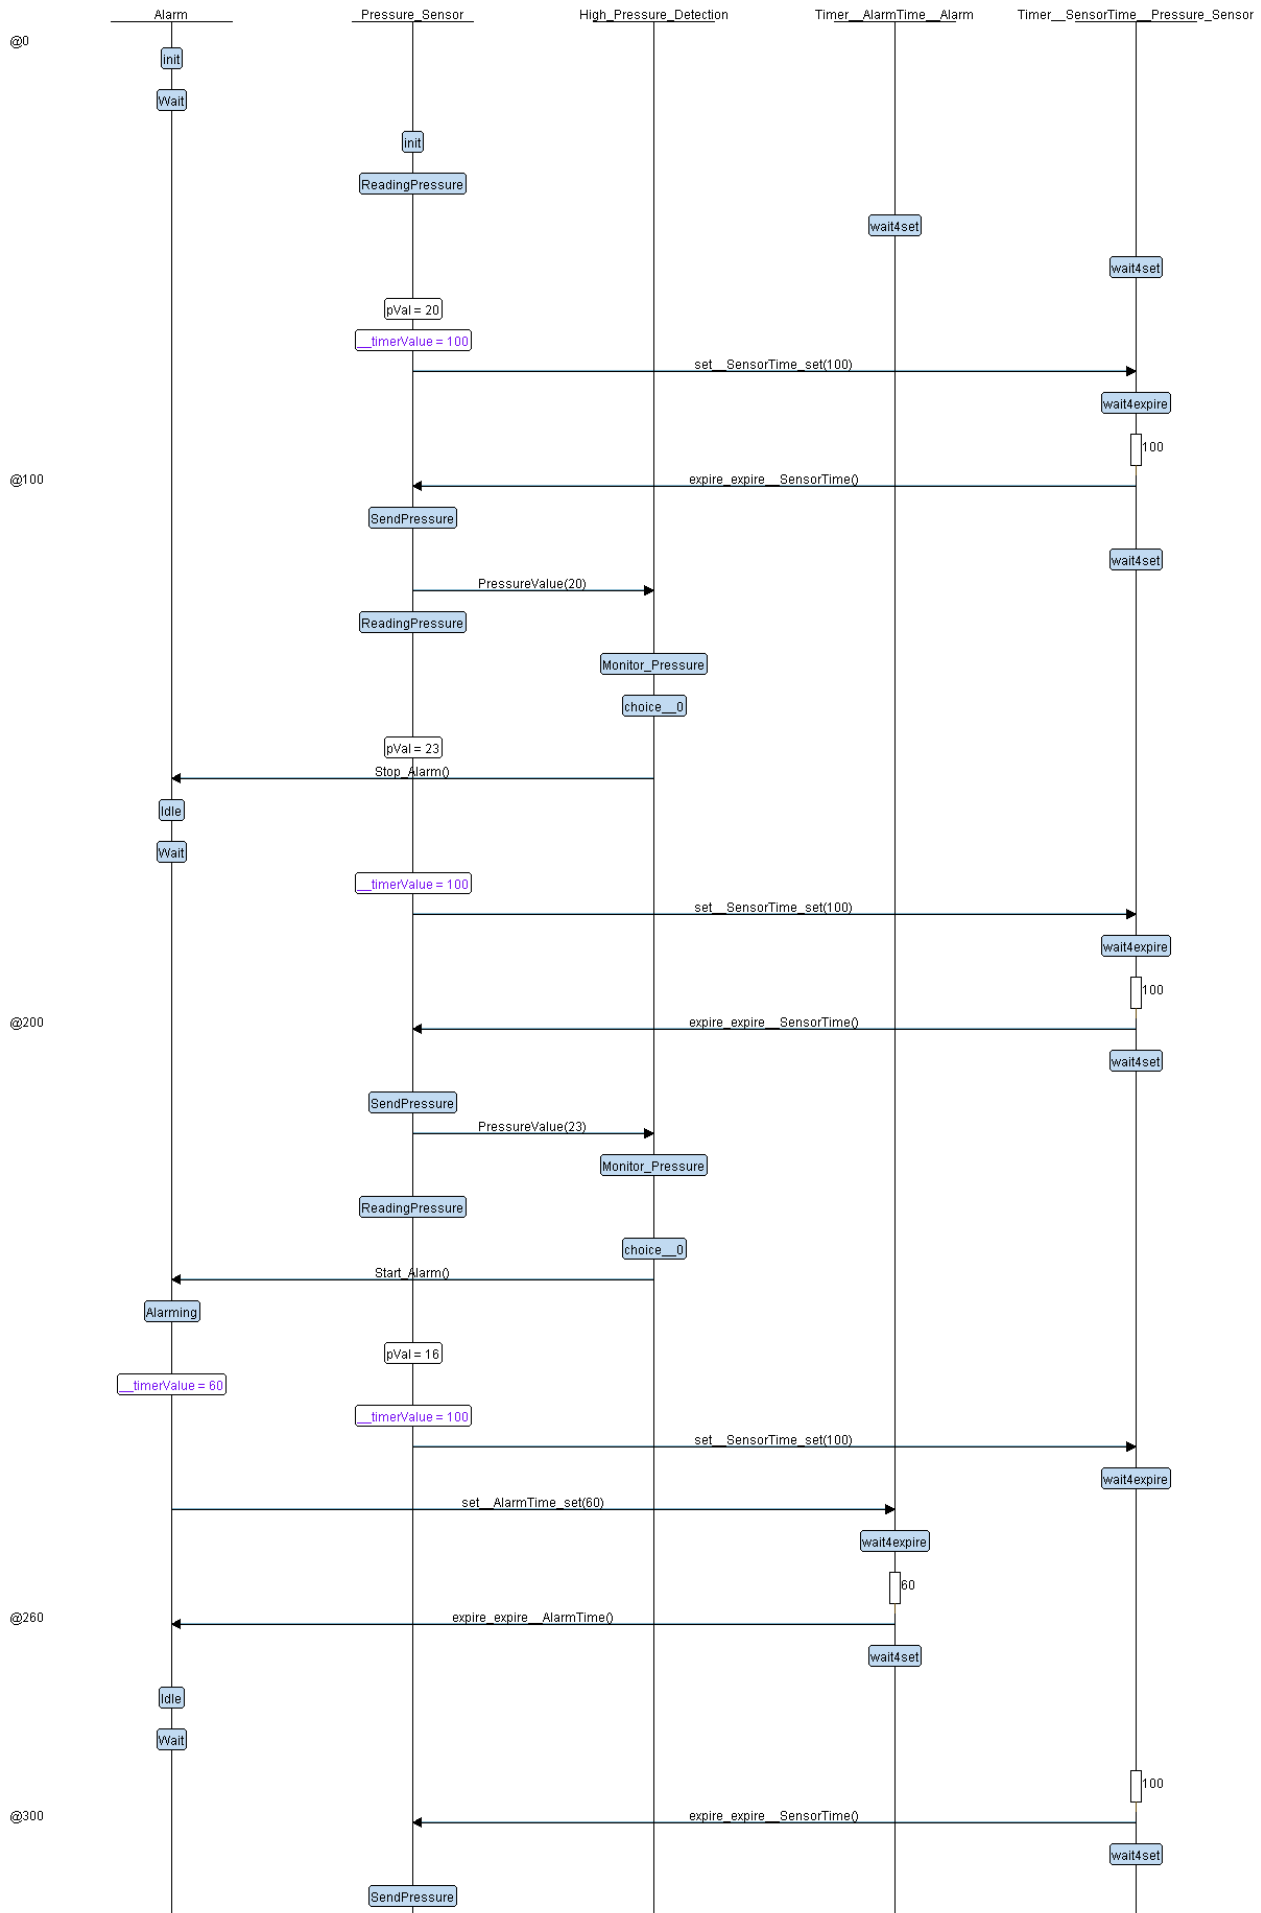 Alarm
Pressure_Sensor
High_Pressure_Detection
Timer__AlarmTime__Alarm
Timer__SensorTime__Pressure_Sensor
@0
init
Wait
init
ReadingPressure
wait4set
wait4set
pVal = 20
__timerValue = 100
set__SensorTime_set(100)
wait4expire
100
@100
expire_expire__SensorTime()
SendPressure
wait4set
PressureValue(20)
ReadingPressure
Monitor_Pressure
choice__0
pVal = 23
Stop_Alarm()
Idle
Wait
__timerValue = 100
set__SensorTime_set(100)
wait4expire
100
@200
expire_expire__SensorTime()
wait4set
SendPressure
PressureValue(23)
Monitor_Pressure
ReadingPressure
choice__0
Start_Alarm()
Alarming
pVal = 16
__timerValue = 60
__timerValue = 100
set__SensorTime_set(100)
wait4expire
set__AlarmTime_set(60)
wait4expire
60
@260
expire_expire__AlarmTime()
wait4set
Idle
Wait
100
@300
expire_expire__SensorTime()
wait4set
SendPressure